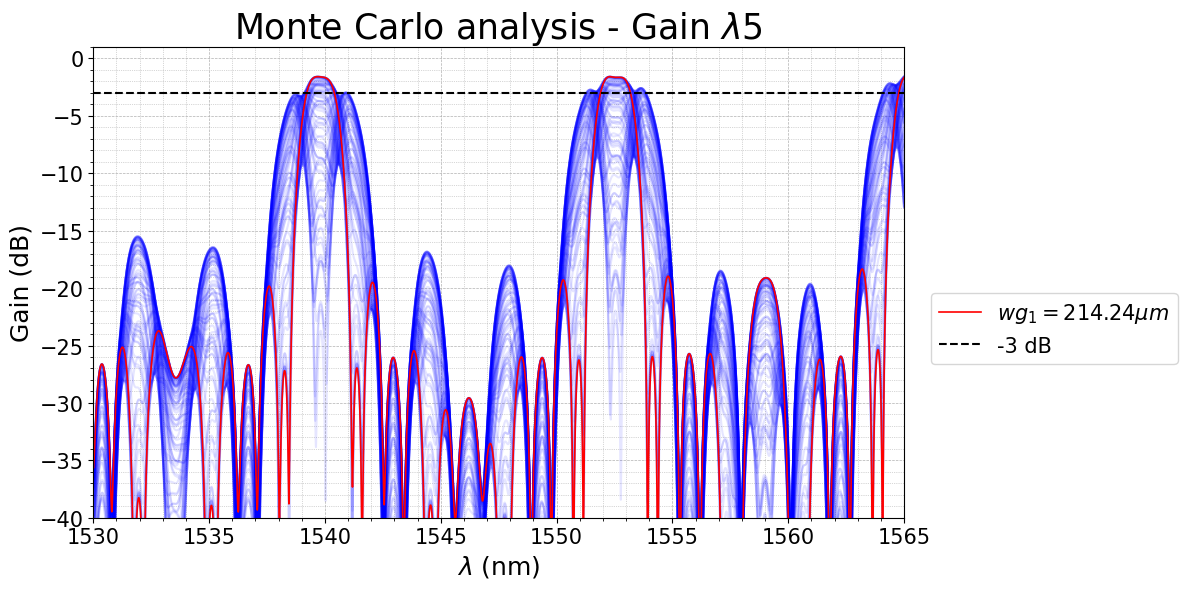 Monte Carlo analysis - Gain λ5
Gain (dB)
0
−5
−10
−15
−20
−25
−30
−35
−40
1530 1535 1540 1545 1550 1555 1560 1565
λ (nm)
wg₁ = 214.24μm
-3 dB